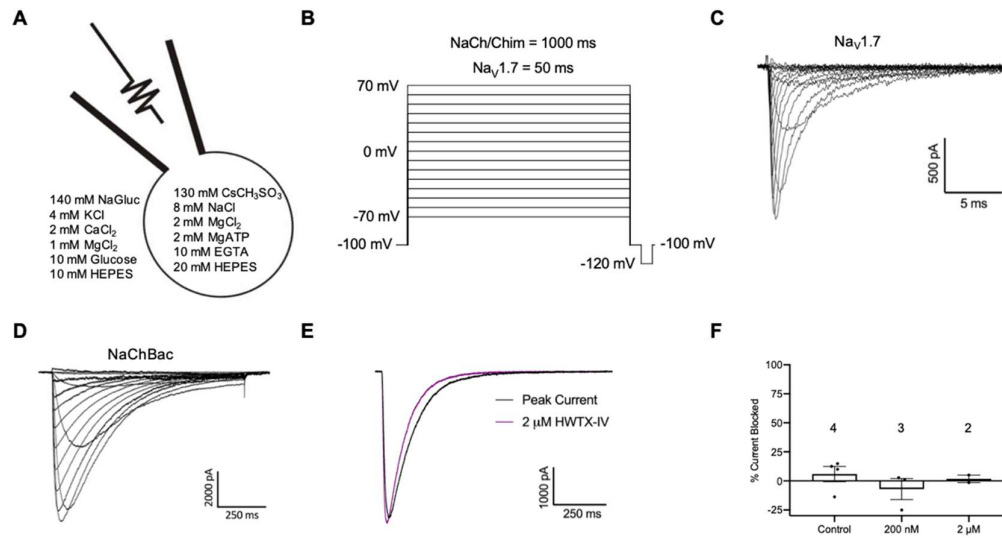 A
140 mM NaGluc
4 mM KCl
2 mM CaCl₂
1 mM MgCl₂
10 mM Glucose
10 mM HEPES
130 mM CsCH₃SO₃
8 mM NaCl
2 mM MgCl₂
2 mM MgATP
10 mM EGTA
20 mM HEPES
B
NaCh/Chim = 1000 ms
Naᵥ1.7 = 50 ms
70 mV
0 mV
-70 mV
-100 mV
-100 mV
-120 mV
C
Naᵥ1.7
500 pA
5 ms
D
NaChBac
2000 pA
250 ms
E
Peak Current
2 μM HWTX-IV
1000 pA
250 ms
F
% Current Blocked
100
75
50
25
0
-25
4 3 2
Control 200 nM 2 μM